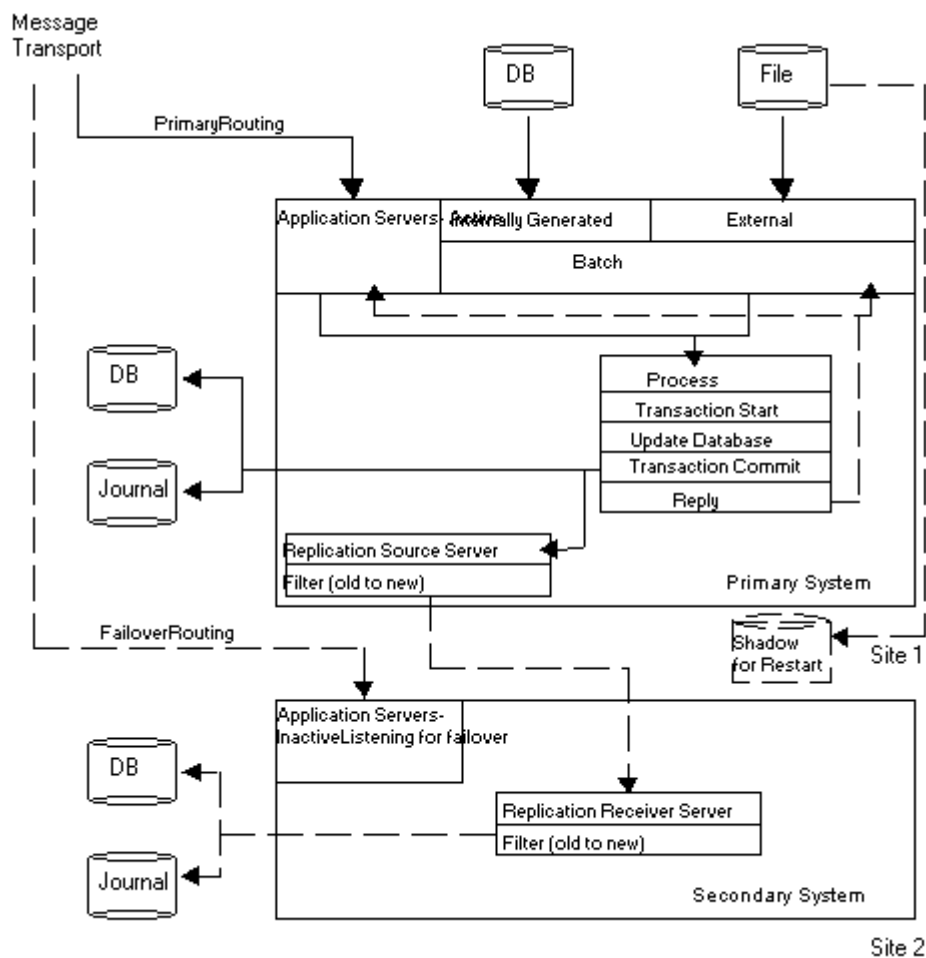 Message
Transport
DB
File
PrimaryRouting
Application Servers- Active
Internally Generated
External
Batch
DB
Process
Transaction Start
Update Database
Transaction Commit
Journal
Reply
Replication Source Server
Filter (old to new)
Primary System
FailoverRouting
Shadow
for Restart
Site 1
Application Servers-
InactiveListening for failover
DB
Replication Receiver Server
Filter (old to new)
Journal
Secondary System
Site 2